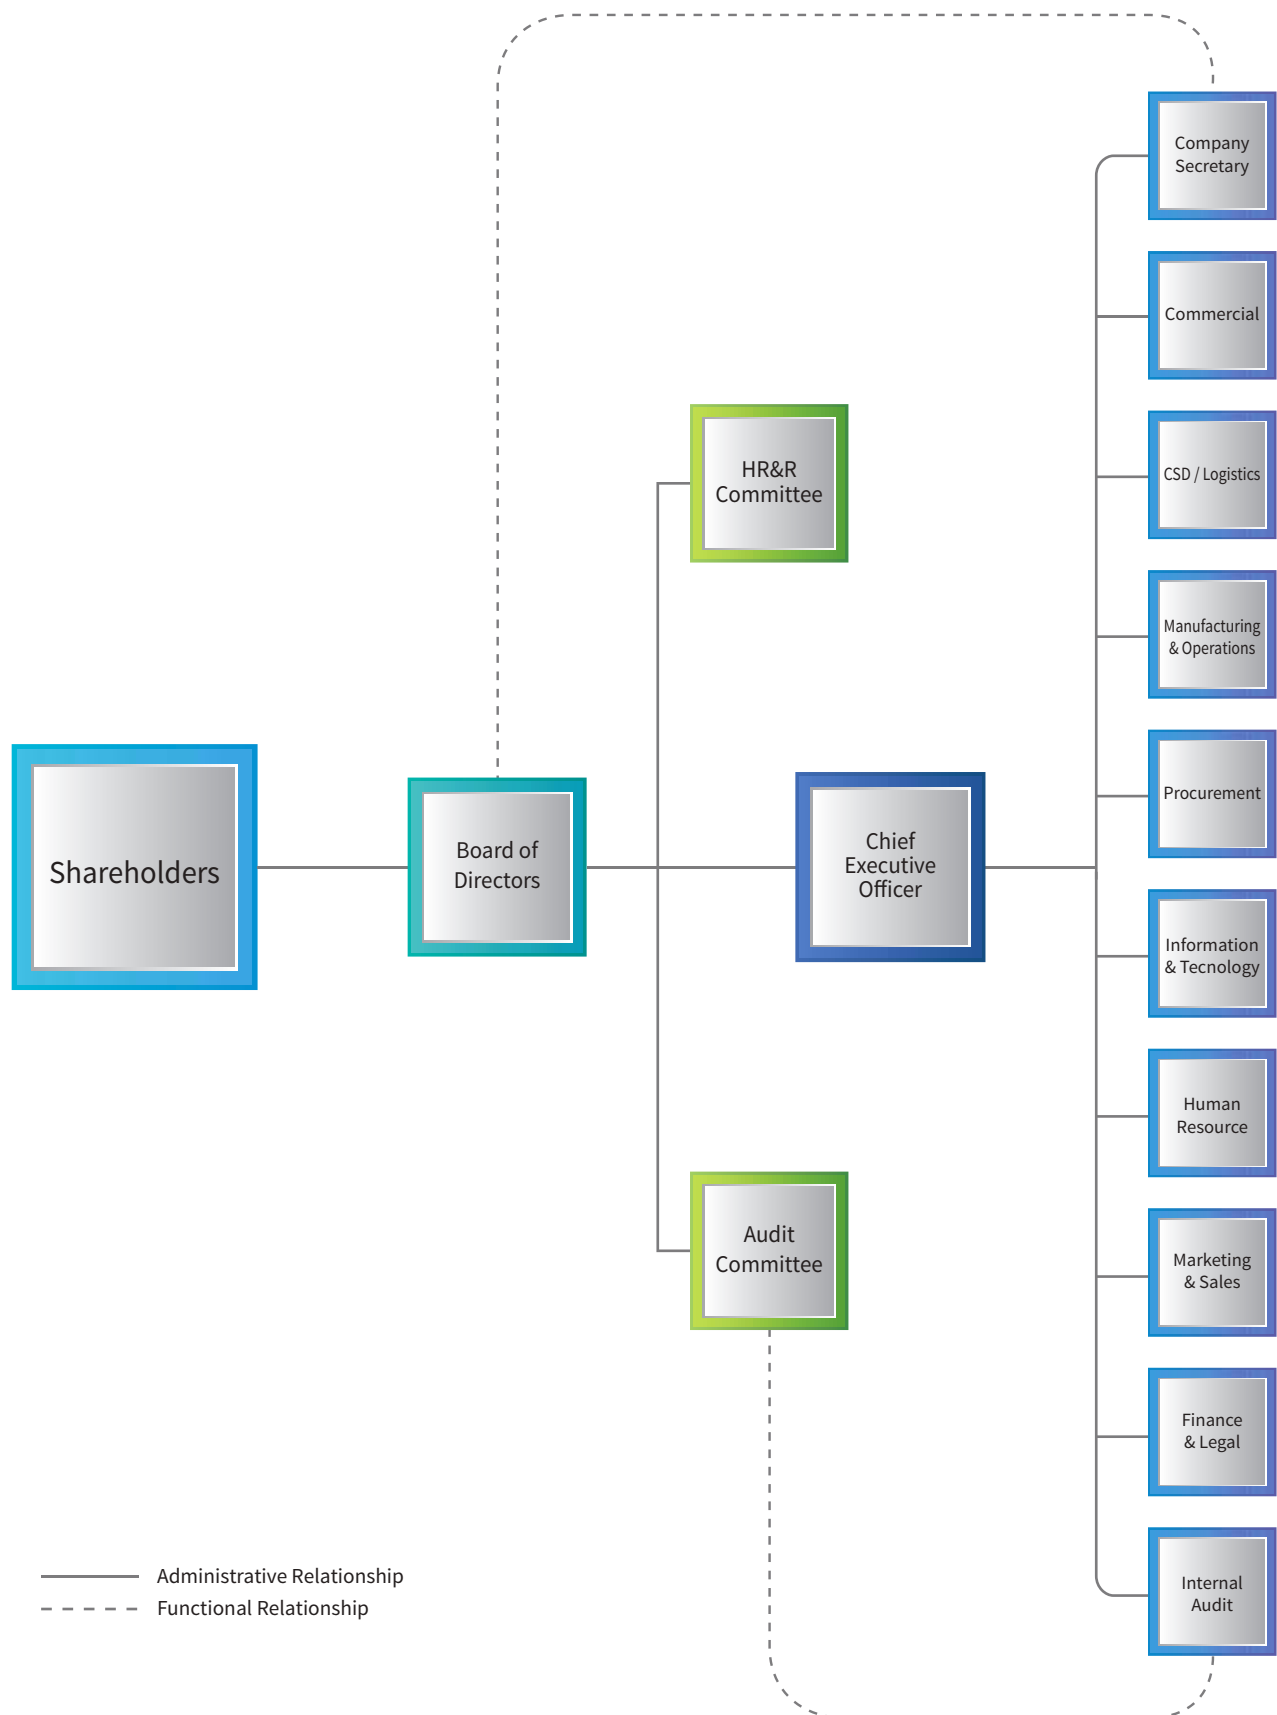 Company
Secretary
Commercial
HR&R
Committee
CSD / Logistics
Manufacturing
& Operations
Shareholders
Board of
Directors
Chief
Executive
Officer
Procurement
Information
& Tecnology
Human
Resource
Audit
Committee
Marketing
& Sales
Finance
& Legal
Internal
Audit
Administrative Relationship
Functional Relationship